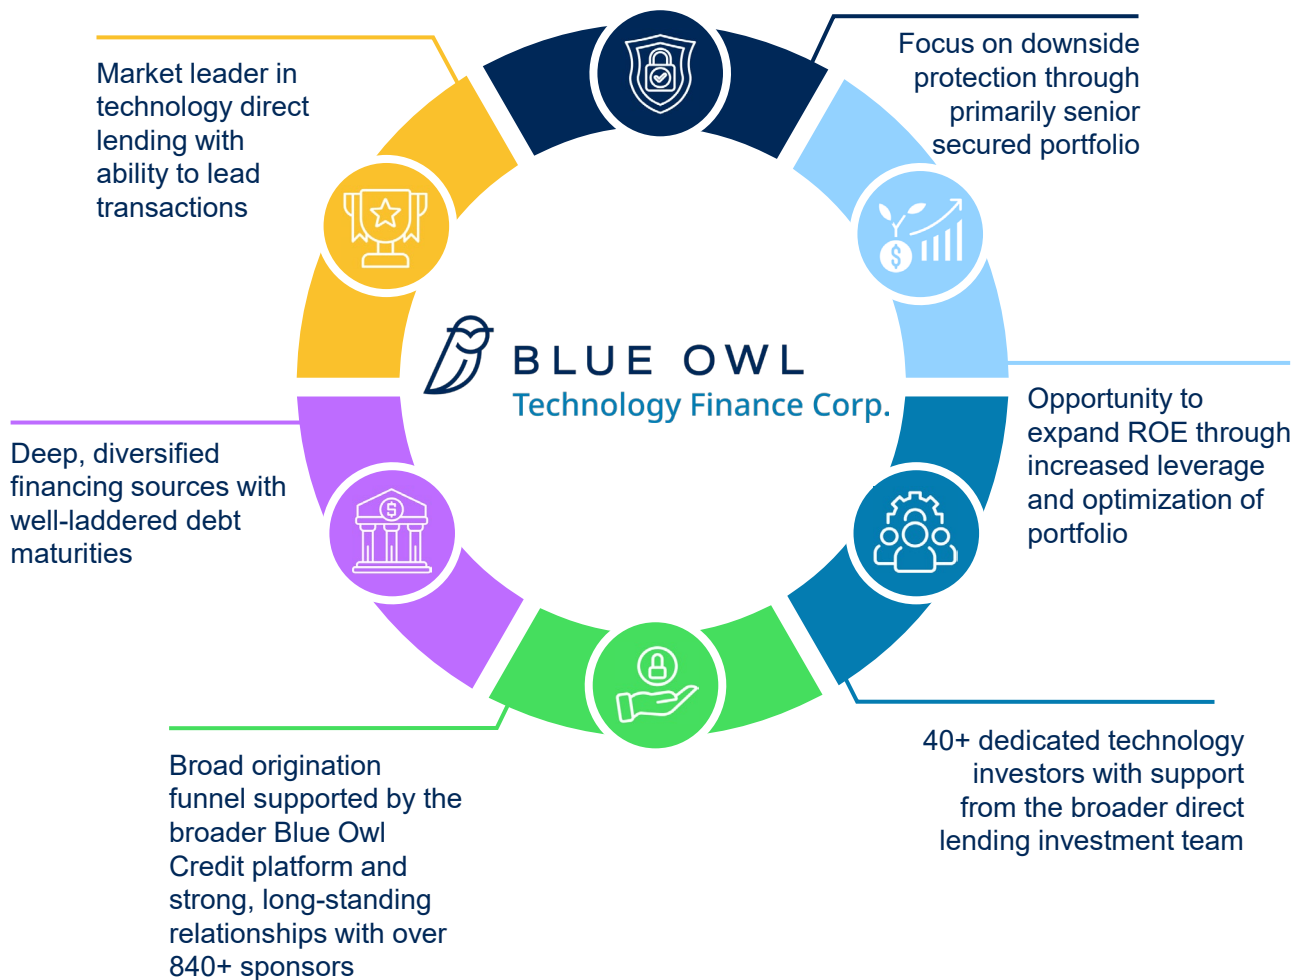 Market leader in
technology direct
lending with
ability to lead
transactions
Focus on downside
protection through
primarily senior
secured portfolio
BLUE OWL
Technology Finance Corp.
Opportunity to
expand ROE through
increased leverage
and optimization of
portfolio
Deep, diversified
financing sources with
well-laddered debt
maturities
$
$
40+ dedicated technology
investors with support
from the broader direct
lending investment team
Broad origination
funnel supported by the
broader Blue Owl
Credit platform and
strong, long-standing
relationships with over
840+ sponsors